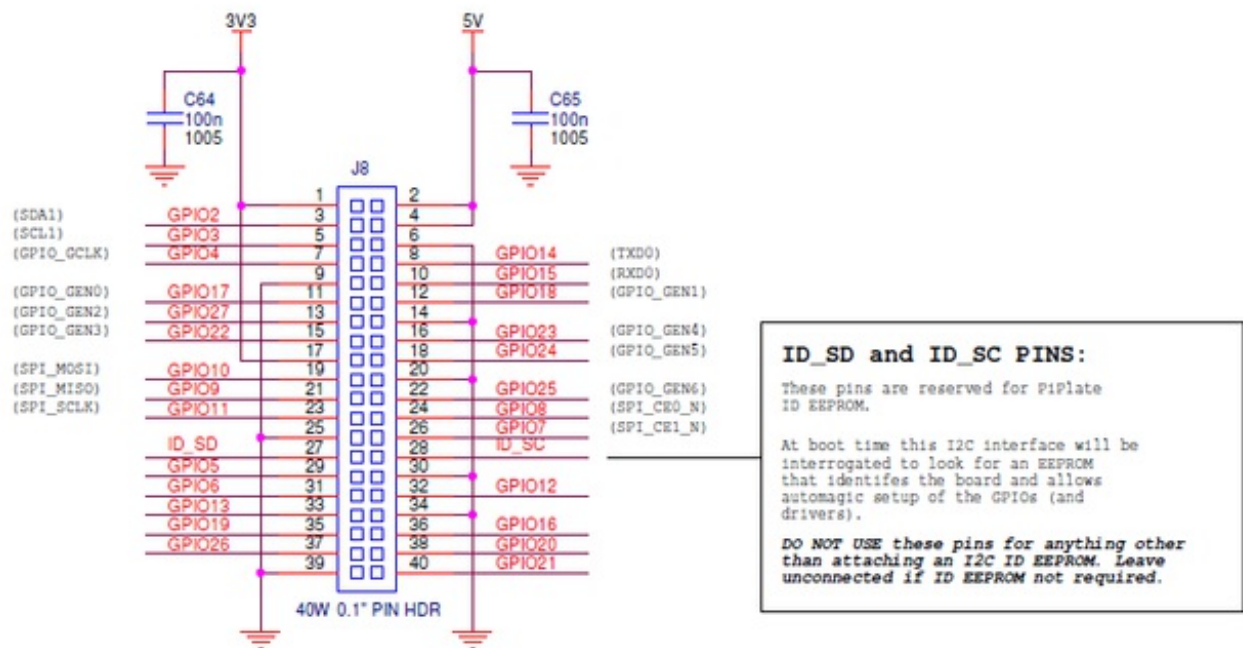 3V3 5V
C64 C65
100n 100n
1005 1005
J8
1 2
(SDA1) GPIO2 3 4
(SCL1) GPIO3 5 6
(GPIO_GCLK) GPIO4 7 8 GPIO14 (TXD0)
9 10 GPIO15 (RXD0)
(GPIO_GEN0) GPIO17 11 12 GPIO18 (GPIO_GEN1)
(GPIO_GEN2) GPIO27 13 14
(GPIO_GEN3) GPIO22 15 16 GPIO23 (GPIO_GEN4)
17 18 GPIO24 (GPIO_GEN5)
(SPI_MOSI) GPIO10 19 20
(SPI_MISO) GPIO9 21 22 GPIO25 (GPIO_GEN6)
(SPI_SCLK) GPIO11 23 24 GPIO8 (SPI_CE0_N)
25 26 GPIO7 (SPI_CE1_N)
ID_SD 27 28 ID_SC
GPIO5 29 30
GPIO6 31 32 GPIO12
GPIO13 33 34
GPIO19 35 36 GPIO16
GPIO26 37 38 GPIO20
39 40 GPIO21
40W 0.1" PIN HDR
ID_SD and ID_SC PINS:
These pins are reserved for PiPlate
ID EEPROM.
At boot time this I2C interface will be
interrogated to look for an EEPROM
that identifes the board and allows
automagic setup of the GPIOs (and
drivers).
DO NOT USE these pins for anything other
than attaching an I2C ID EEPROM. Leave
unconnected if ID EEPROM not required.